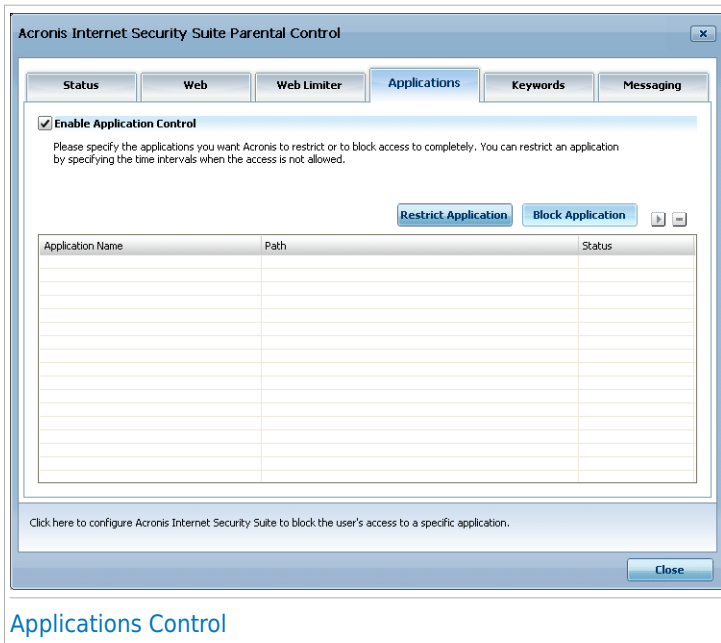 Acronis Internet Security Suite Parental Control
Status Web Web Limiter Applications Keywords Messaging
Enable Application Control
Please specify the applications you want Acronis to restrict or to block access to completely. You can restrict an application
by specifying the time intervals when the access is not allowed.
Restrict Application Block Application
Application Name Path Status
Click here to configure Acronis Internet Security Suite to block the user's access to a specific application.
Close
Applications Control